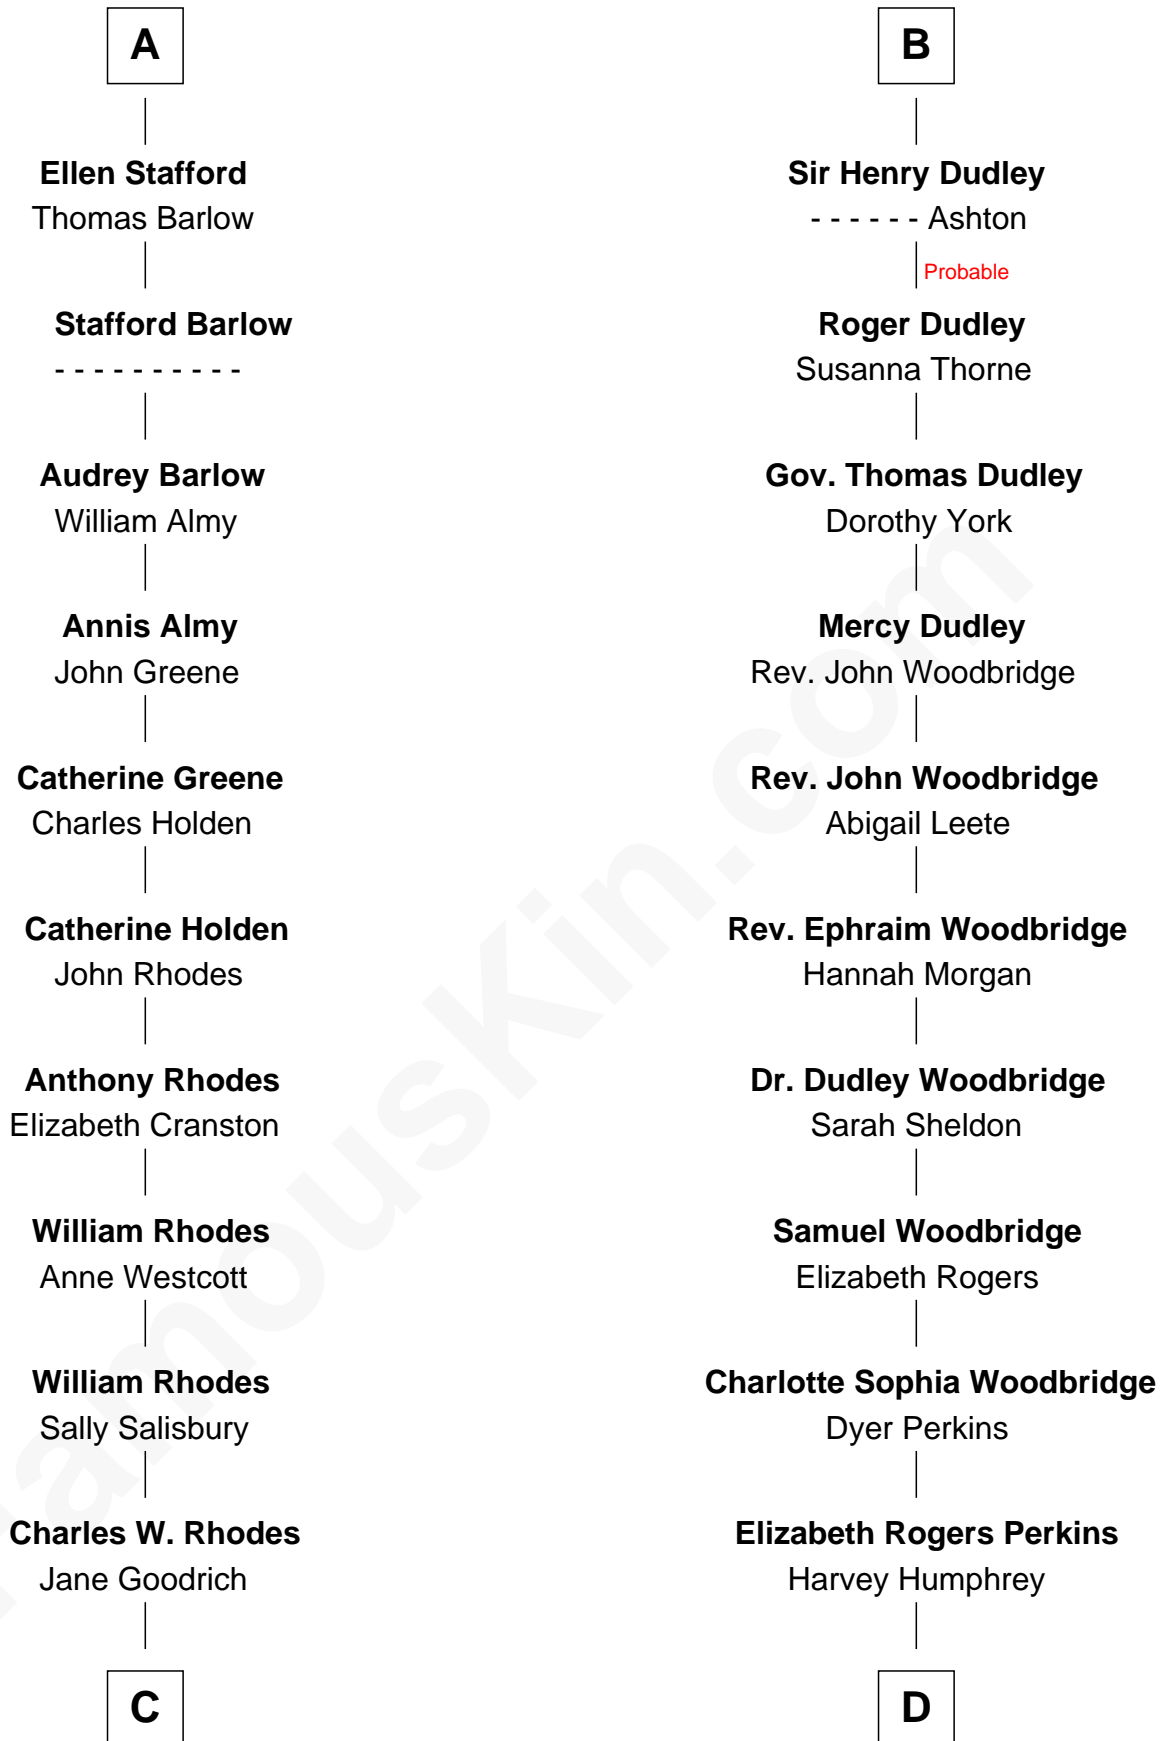 A
Ellen Stafford
Thomas Barlow
Stafford Barlow
- - - - - - - - - -
Audrey Barlow
William Almy
Annis Almy
John Greene
Catherine Greene
Charles Holden
Catherine Holden
John Rhodes
Anthony Rhodes
Elizabeth Cranston
William Rhodes
Anne Westcott
William Rhodes
Sally Salisbury
Charles W. Rhodes
Jane Goodrich
C
B
Sir Henry Dudley
- - - - - - Ashton
Probable
Roger Dudley
Susanna Thorne
Gov. Thomas Dudley
Dorothy York
Mercy Dudley
Rev. John Woodbridge
Rev. John Woodbridge
Abigail Leete
Rev. Ephraim Woodbridge
Hannah Morgan
Dr. Dudley Woodbridge
Sarah Sheldon
Samuel Woodbridge
Elizabeth Rogers
Charlotte Sophia Woodbridge
Dyer Perkins
Elizabeth Rogers Perkins
Harvey Humphrey
D
FamousKin.com